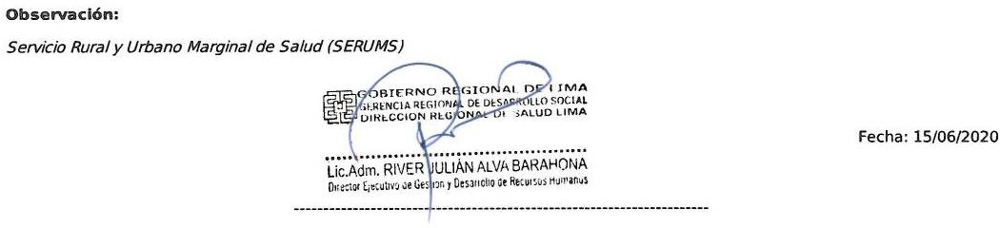 Observación:
Servicio Rural y Urbano Marginal de Salud (SERUMS)
GOBIERNO REGIONAL DE LIMA
GERENCIA REGIONAL DE DESARROLLO SOCIAL
DIRECCION REGIONAL DE SALUD LIMA
Fecha: 15/06/2020
Lic.Adm. RIVER JULIÁN ALVA BARAHONA
Director Ejecutivo de Gestion y Desarrollo de Recursos Humanos